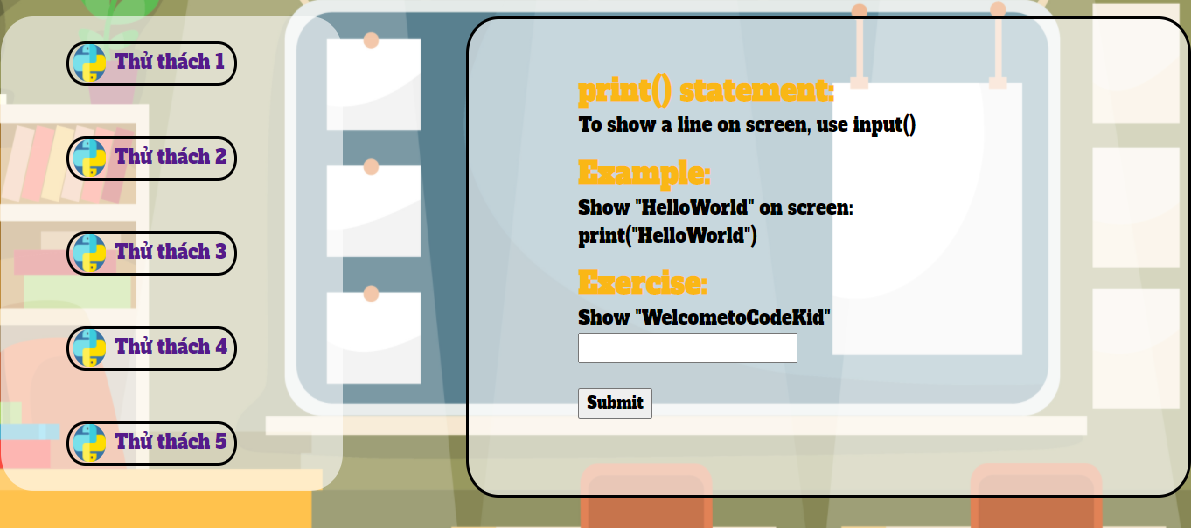 Thử thách 1
Thử thách 2
Thử thách 3
Thử thách 4
Thử thách 5
print() statement:
To show a line on screen, use input()
Example:
Show "HelloWorld" on screen:
print("HelloWorld")
Exercise:
Show "WelcometoCodeKid"
Submit